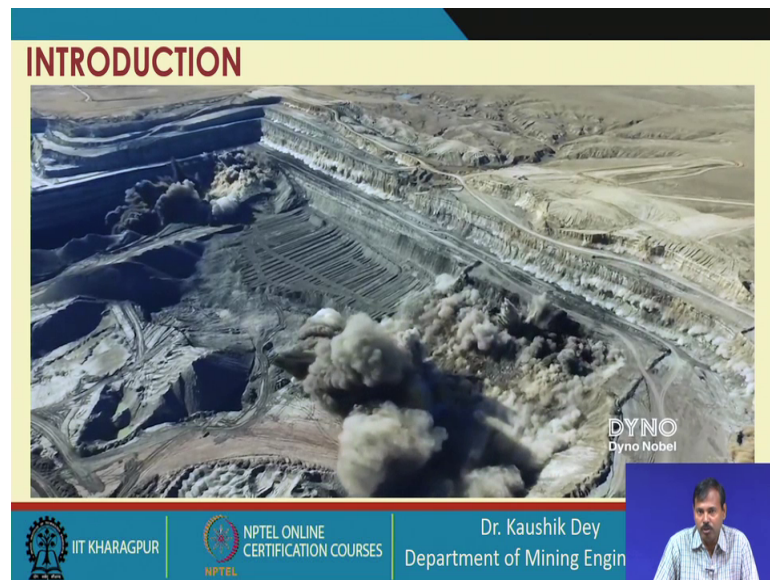 INTRODUCTION
DYNO
Dyno Nobel
IIT KHARAGPUR
NPTEL
NPTEL ONLINE
CERTIFICATION COURSES
Dr. Kaushik Dey
Department of Mining Engin